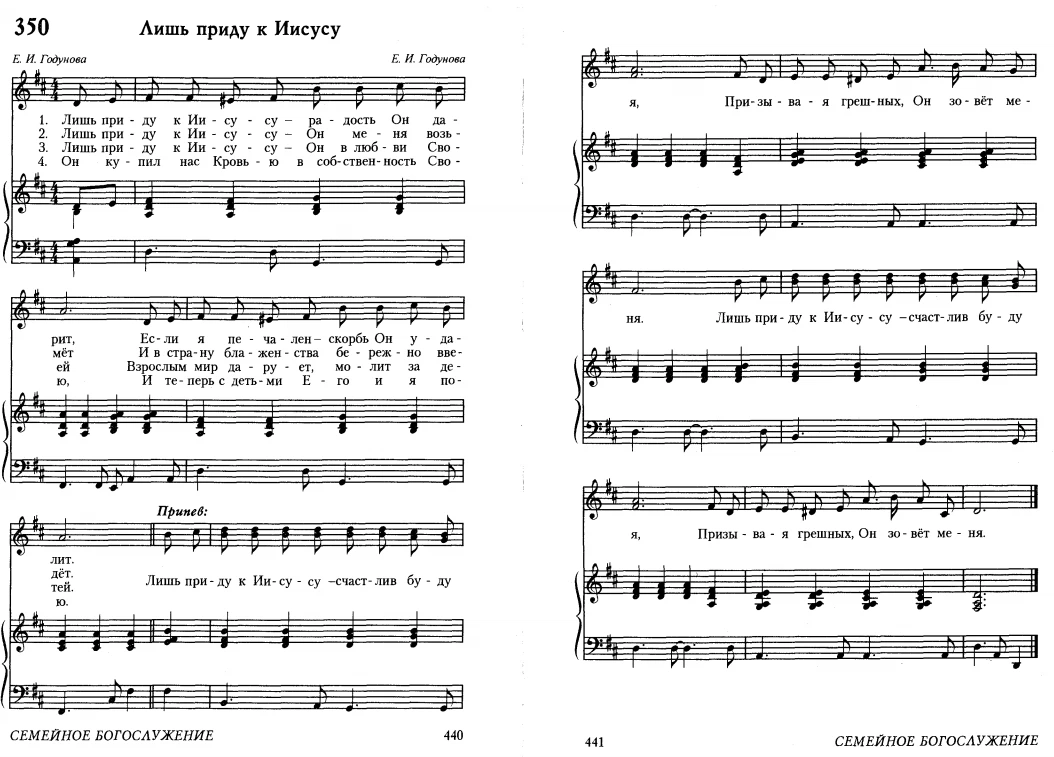 350 Лишь приду к Иисусу
Е. И. Годунова Е. И. Годунова
1. Лишь при - ду к Ии - су - су — ра - дость Он да -
2. Лишь при - ду к Ии - су - су — Он ме - ня возь -
3. Лишь при - ду к Ии - су - су — Он в люб - ви Сво -
4. Он ку - пил нас Кровь - ю в соб - ствен - ность Сво -
рит, Ес - ли я пе - ча - лен — скорбь Он у - да -
мёт И в стра - ну бла - жен - ства бе - реж - но вве -
ей Взрослым мир да - ру - ет, мо - лит за де -
ю, И те - перь с деть - ми Е - го и я по -
Припев:
лит.
дёт.
тей.
ю.
Лишь при - ду к Ии - су - су —счаст - лив бу - ду
СЕМЕЙНОЕ БОГОСЛУЖЕНИЕ 440
я, При - зы - ва - я греш - ных, Он зо - вёт ме -
ня. Лишь при - ду к Ии - су - су —счаст - лив бу - ду
я, Призы - ва - я грешных, Он зо - вёт ме - ня.
441 СЕМЕЙНОЕ БОГОСЛУЖЕНИЕ